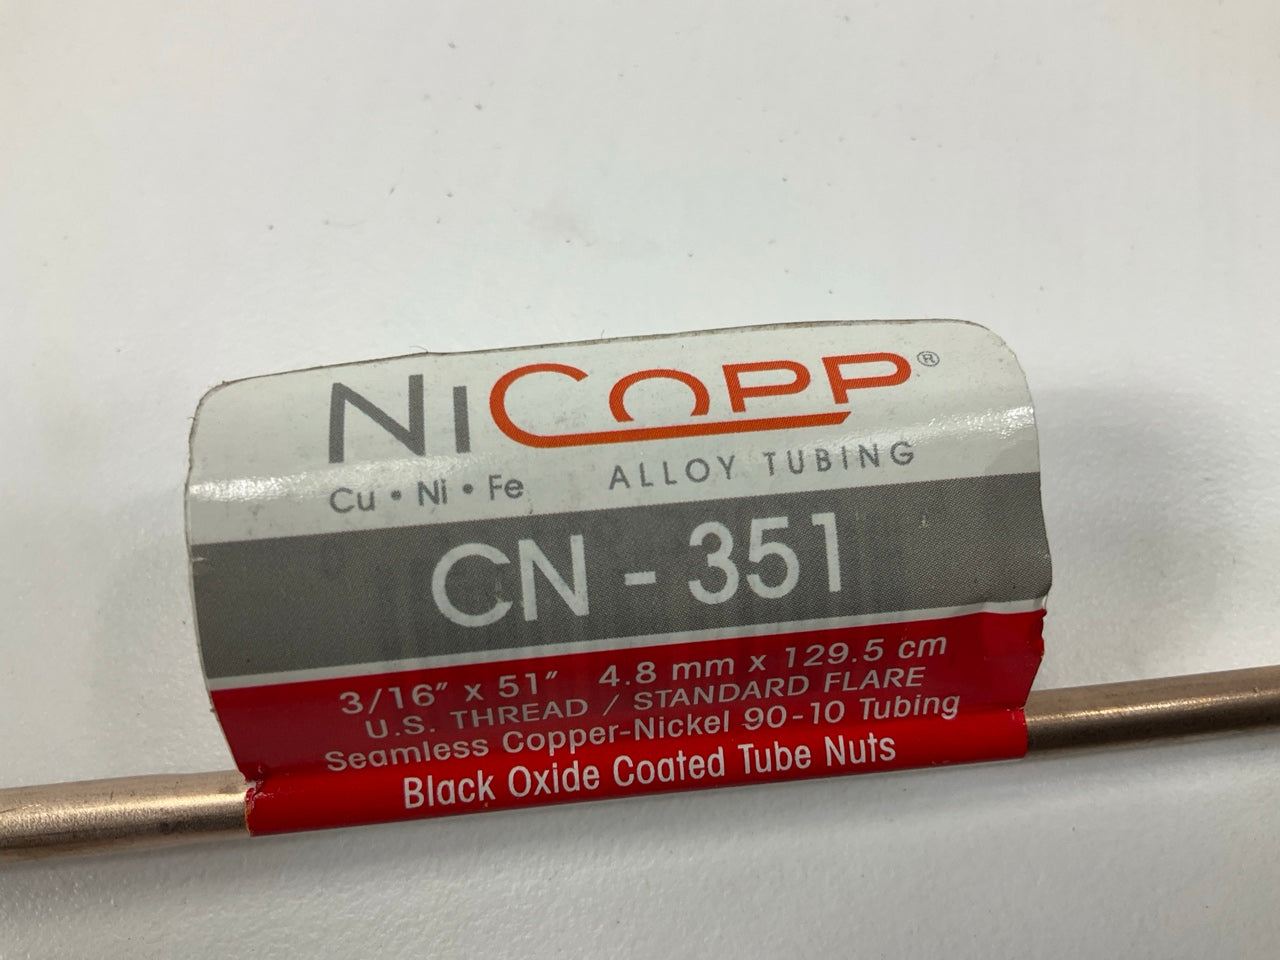 NiCOPP®
Cu • Ni • Fe ALLOY TUBING
CN - 351
3/16" x 51" 4.8 mm x 129.5 cm
U.S. THREAD / STANDARD FLARE
Seamless Copper-Nickel 90-10 Tubing
Black Oxide Coated Tube Nuts